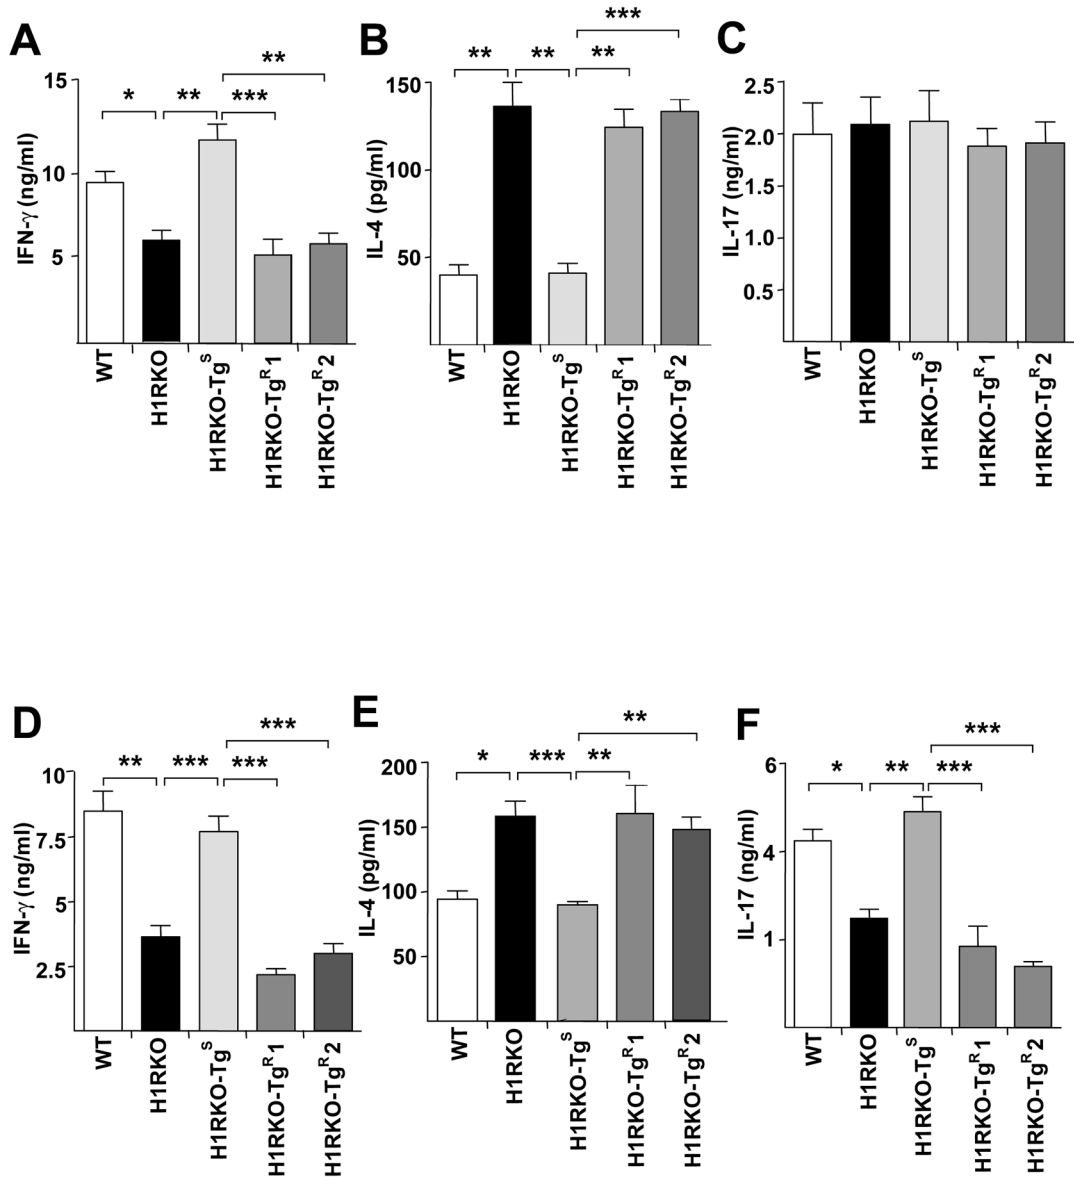 A
IFN-γ (ng/ml)
15
10
5
*
**
***
**
WT
H1RKO
H1RKO-Tg^S
H1RKO-Tg^R1
H1RKO-Tg^R2
B
IL-4 (pg/ml)
150
100
50
**
**
**
***
WT
H1RKO
H1RKO-Tg^S
H1RKO-Tg^R1
H1RKO-Tg^R2
C
IL-17 (ng/ml)
2.5
2.0
1.5
1.0
0.5
WT
H1RKO
H1RKO-Tg^S
H1RKO-Tg^R1
H1RKO-Tg^R2
D
IFN-γ (ng/ml)
10
7.5
5
2.5
**
***
***
***
WT
H1RKO
H1RKO-Tg^S
H1RKO-Tg^R1
H1RKO-Tg^R2
E
IL-4 (pg/ml)
200
150
100
50
*
***
**
**
WT
H1RKO
H1RKO-Tg^S
H1RKO-Tg^R1
H1RKO-Tg^R2
F
IL-17 (ng/ml)
6
4
1
*
**
***
***
WT
H1RKO
H1RKO-Tg^S
H1RKO-Tg^R1
H1RKO-Tg^R2